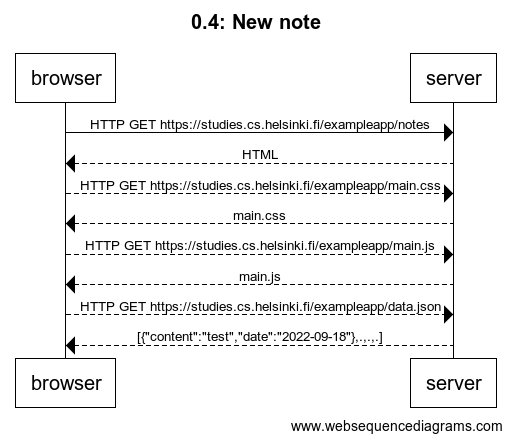 0.4: New note
browser server
HTTP GET https://studies.cs.helsinki.fi/exampleapp/notes
HTML
HTTP GET https://studies.cs.helsinki.fi/exampleapp/main.css
main.css
HTTP GET https://studies.cs.helsinki.fi/exampleapp/main.js
main.js
HTTP GET https://studies.cs.helsinki.fi/exampleapp/data.json
[{"content":"test","date":"2022-09-18"},.,.,.]
browser server
www.websequencediagrams.com